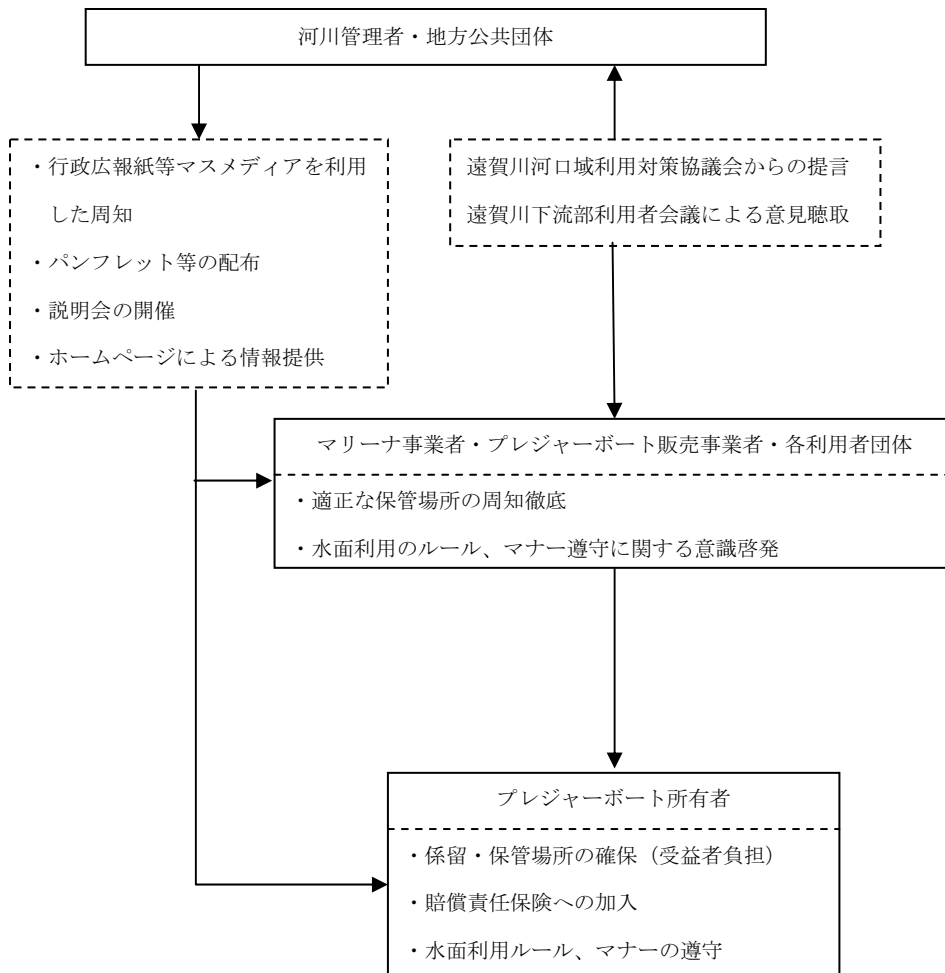 河川管理者・地方公共団体
・行政広報紙等マスメディアを利用
した周知
・パンフレット等の配布
・説明会の開催
・ホームページによる情報提供
遠賀川河口域利用対策協議会からの提言
遠賀川下流部利用者会議による意見聴取
マリーナ事業者・プレジャーボート販売事業者・各利用者団体
・適正な保管場所の周知徹底
・水面利用のルール、マナー遵守に関する意識啓発
プレジャーボート所有者
・係留・保管場所の確保（受益者負担）
・賠償責任保険への加入
・水面利用ルール、マナーの遵守